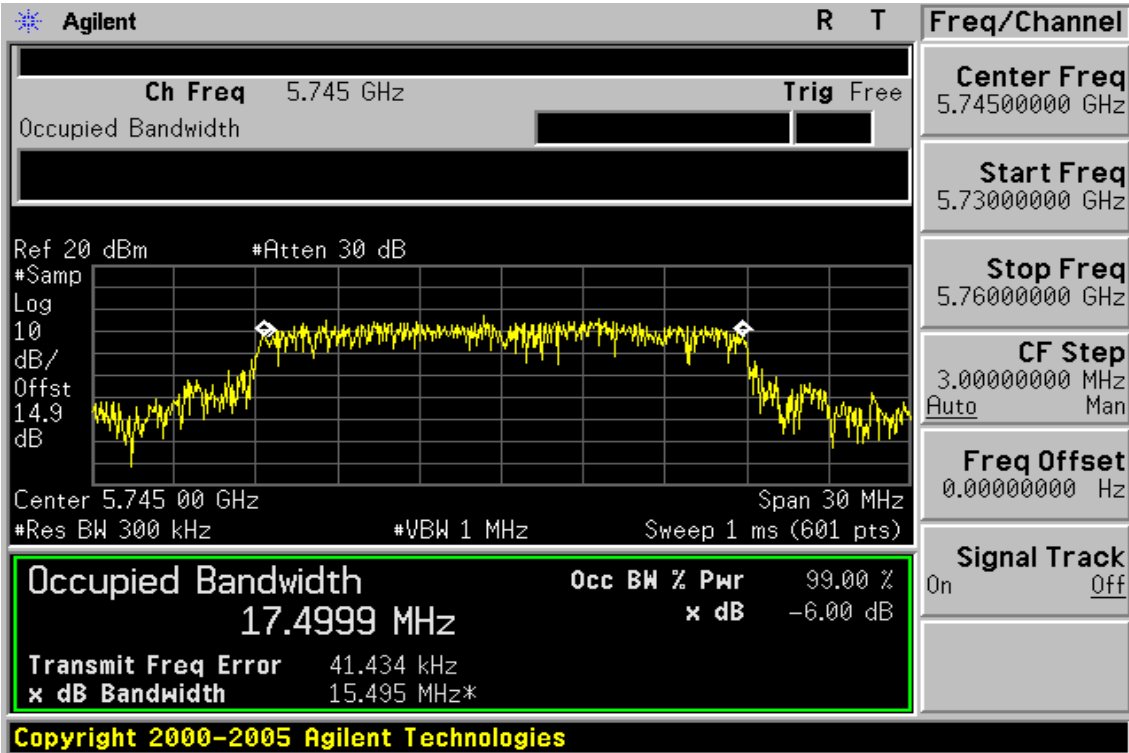 Agilent R T
Freq/Channel
Ch Freq 5.745 GHz Trig Free
Occupied Bandwidth
Center Freq
5.74500000 GHz
Start Freq
5.73000000 GHz
Stop Freq
5.76000000 GHz
CF Step
3.00000000 MHz
Auto Man
Freq Offset
0.00000000 Hz
Signal Track
On Off
Ref 20 dBm #Atten 30 dB
#Samp
Log
10
dB/
Offst
14.9
dB
Center 5.745 00 GHz Span 30 MHz
#Res BW 300 kHz #VBW 1 MHz Sweep 1 ms (601 pts)
Occupied Bandwidth
17.4999 MHz
Occ BW % Pwr 99.00 %
x dB -6.00 dB
Transmit Freq Error 41.434 kHz
x dB Bandwidth 15.495 MHz*
Copyright 2000-2005 Agilent Technologies